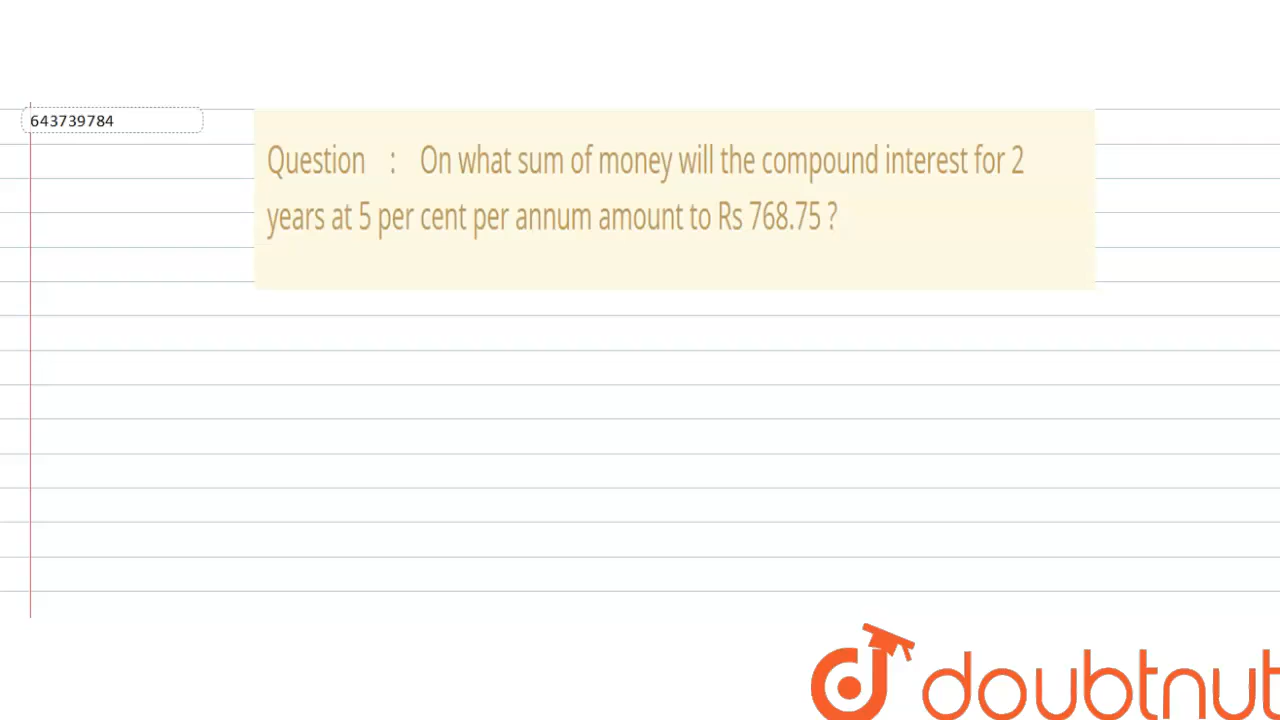 643739784
Question : On what sum of money will the compound interest for 2
years at 5 per cent per annum amount to Rs 768.75 ?
doubtnut